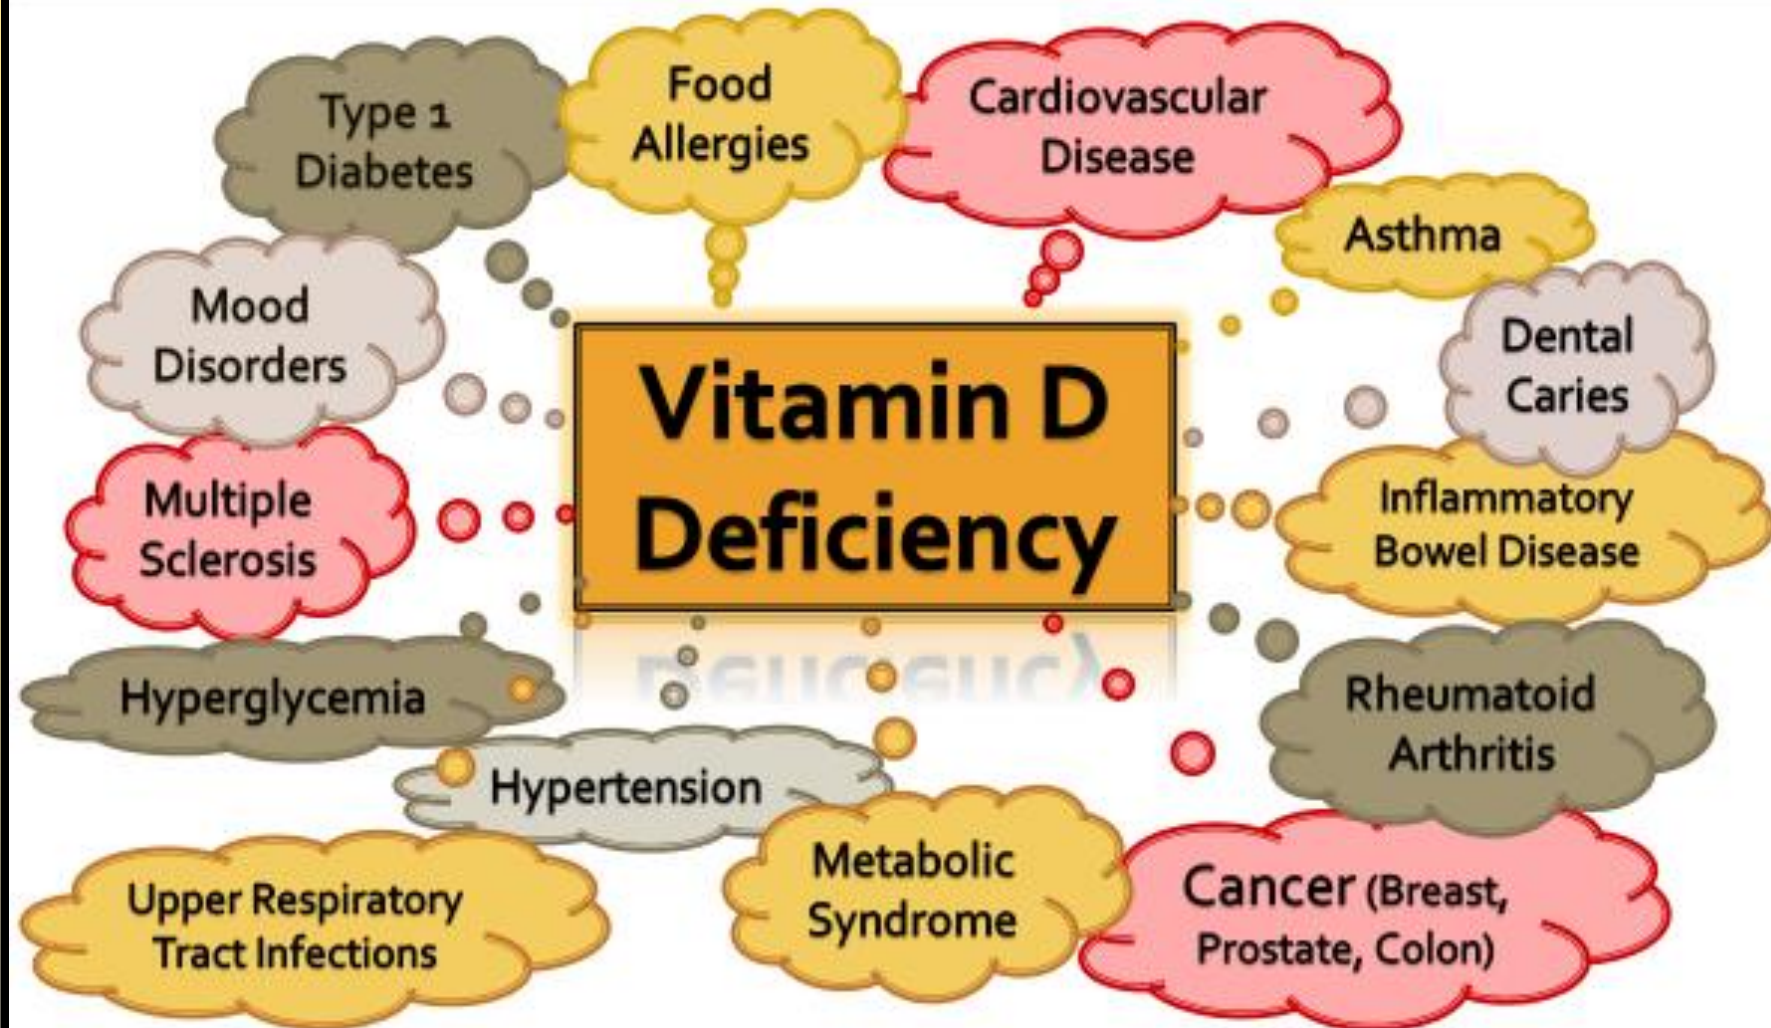 Type 1
Diabetes
Food
Allergies
Cardiovascular
Disease
Asthma
Mood
Disorders
Dental
Caries
Vitamin D
Deficiency
Multiple
Sclerosis
Inflammatory
Bowel Disease
Hyperglycemia
Rheumatoid
Arthritis
Hypertension
Metabolic
Syndrome
Cancer (Breast,
Prostate, Colon)
Upper Respiratory
Tract Infections